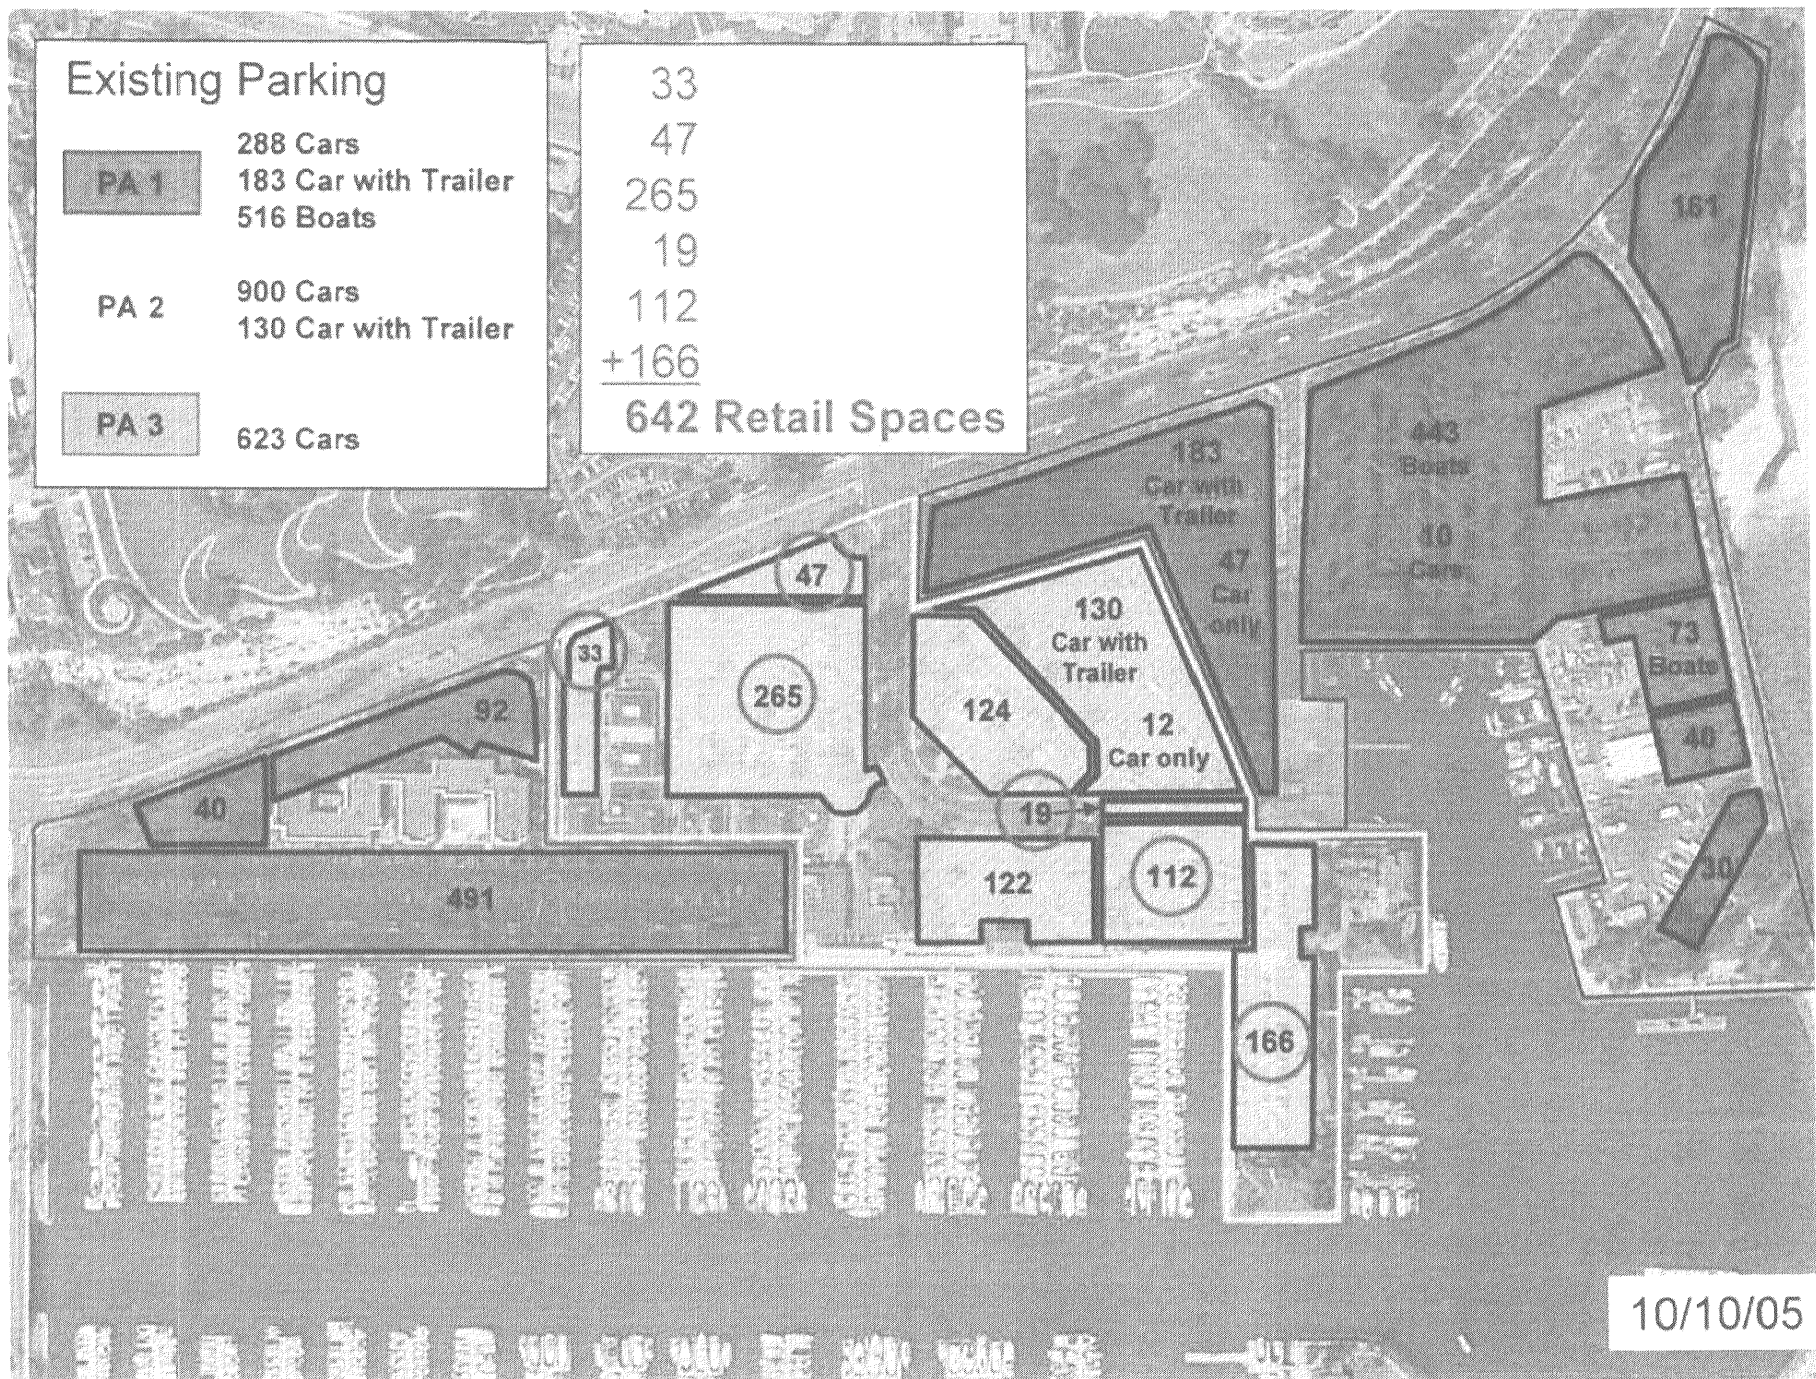 Existing Parking
PA 1
288 Cars
183 Car with Trailer
516 Boats
PA 2
900 Cars
130 Car with Trailer
PA 3
623 Cars
33
47
265
19
112
+166
642 Retail Spaces
161
443
Boats
10
Cars
183
Car with
Trailer
47
Car
only
47
130
Car with
Trailer
12
Car only
73
Boats
33
265
124
92
40
40
19
491
122
112
30
166
10/10/05